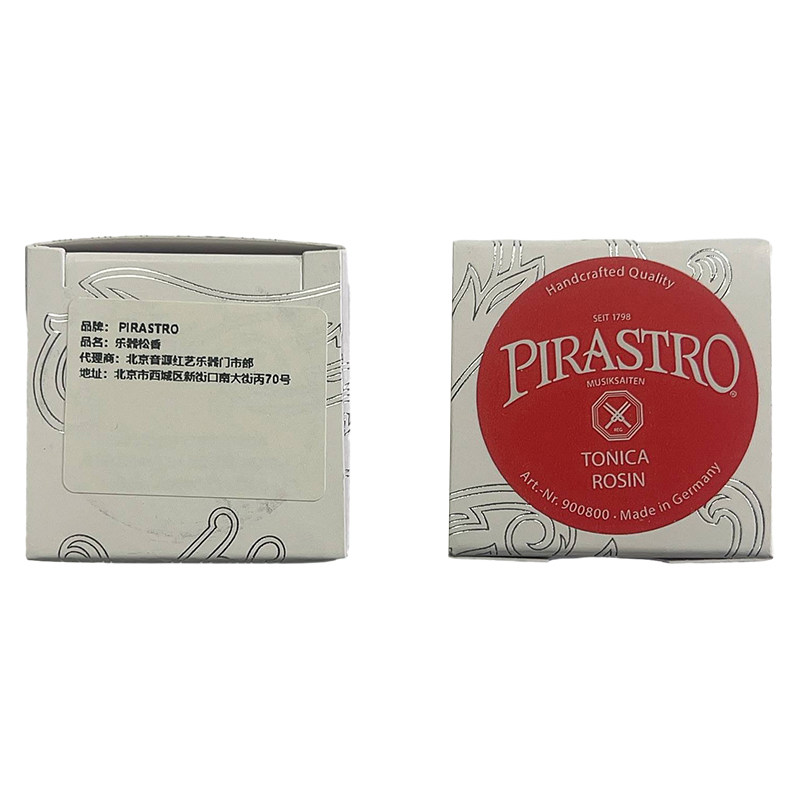 品牌： PIRASTRO
品名：乐器松香
代理商：北京音源红艺乐器门市部
地址：北京市西城区新街口南大街丙70号
Handcrafted Quality
SEIT 1798
PIRASTRO®
MUSIKSAITEN
REG
TONICA
ROSIN
Art.-Nr. 900800 · Made in Germany